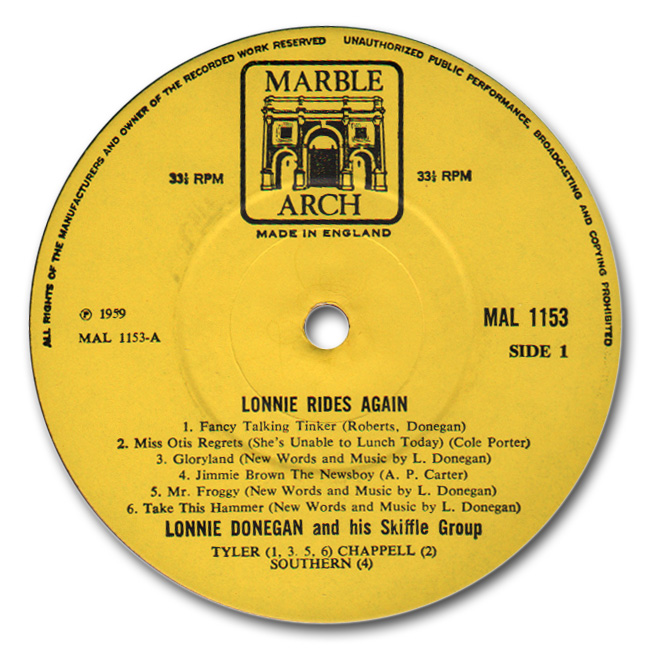 ALL RIGHTS OF THE MANUFACTURERS AND OWNER OF THE RECORDED WORK RESERVED UNAUTHORIZED PUBLIC PERFORMANCE, BROADCASTING AND COPYING PROHIBITED
MARBLE
33⅓ RPM
33⅓ RPM
ARCH
MADE IN ENGLAND
℗ 1959
MAL 1153-A
MAL 1153
SIDE 1
LONNIE RIDES AGAIN
1. Fancy Talking Tinker (Roberts, Donegan)
2. Miss Otis Regrets (She's Unable to Lunch Today) (Cole Porter)
3. Gloryland (New Words and Music by L. Donegan)
4. Jimmie Brown The Newsboy (A. P. Carter)
5. Mr. Froggy (New Words and Music by L. Donegan)
6. Take This Hammer (New Words and Music by L. Donegan)
LONNIE DONEGAN and his Skiffle Group
TYLER (1, 3. 5, 6) CHAPPELL (2)
SOUTHERN (4)